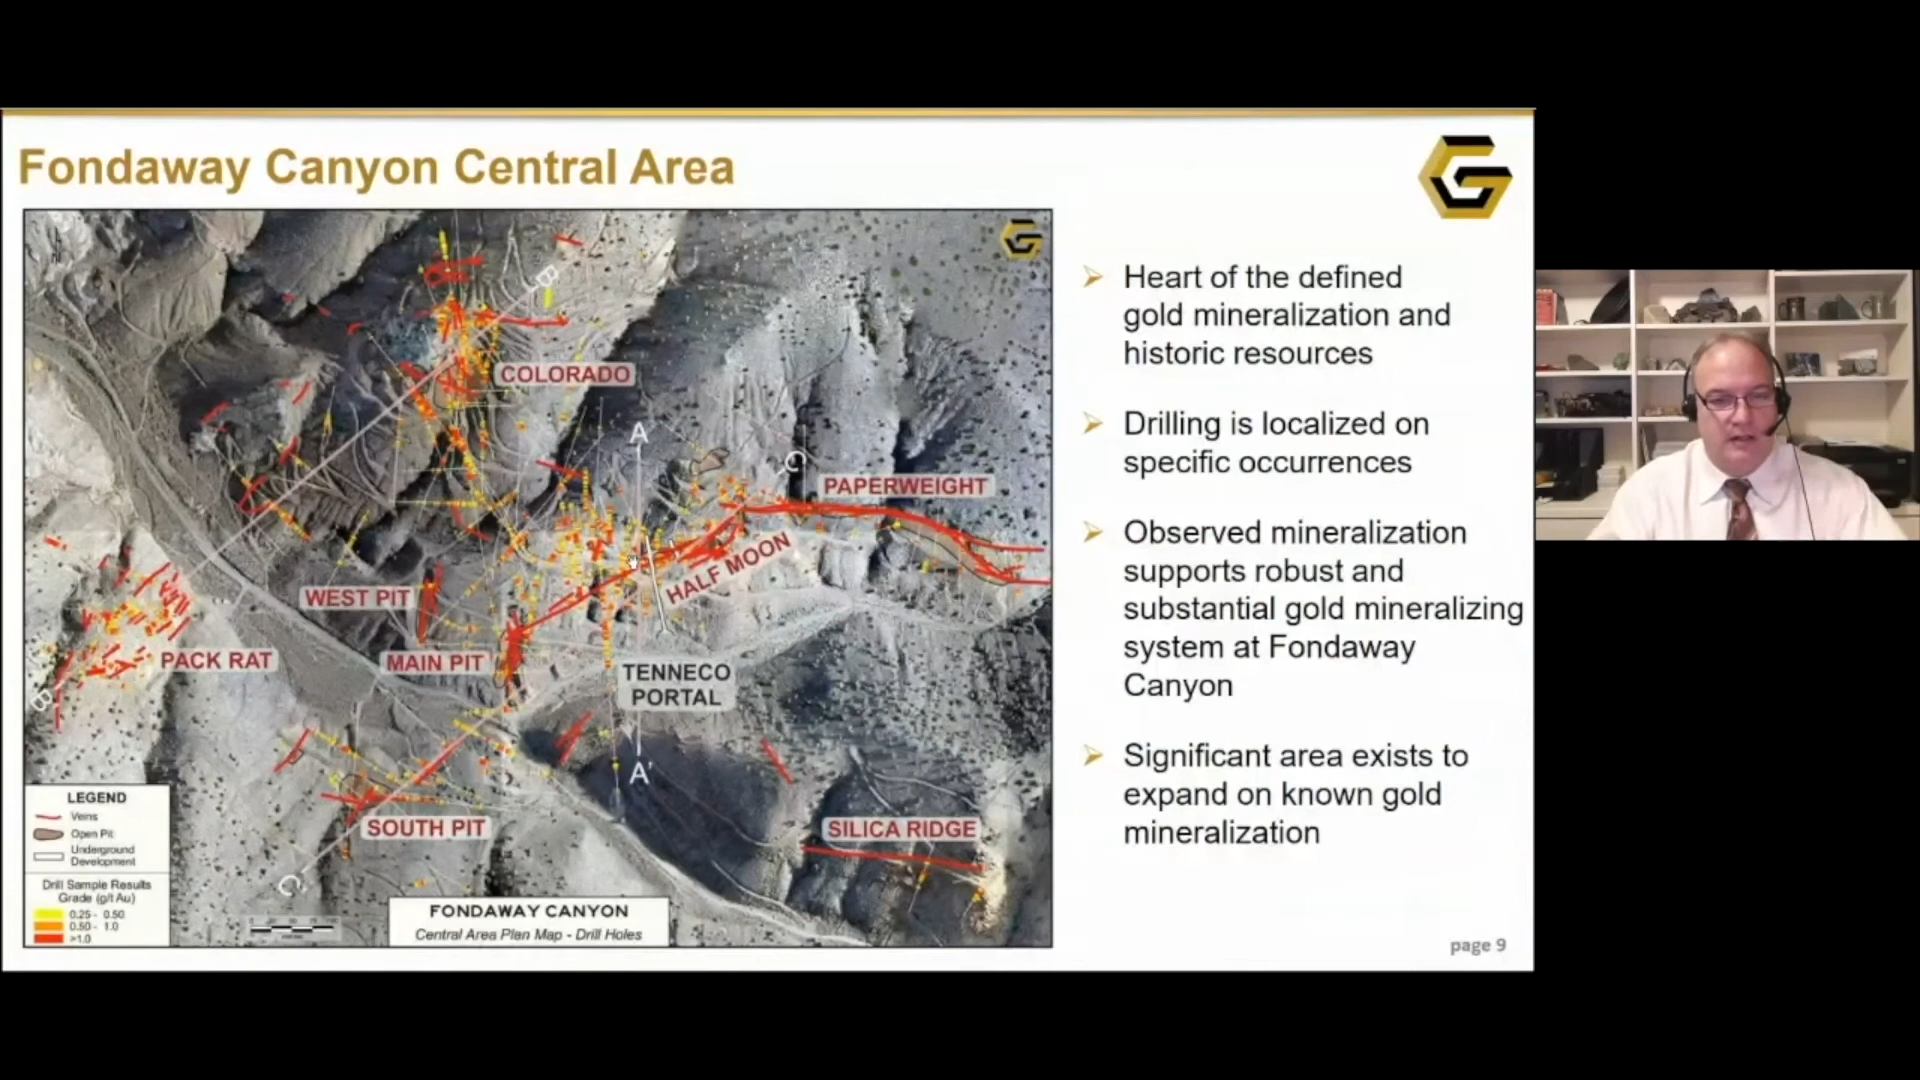 Fondaway Canyon Central Area
COLORADO
B
A
C
PAPERWEIGHT
HALF MOON
WEST PIT
MAIN PIT
PACK RAT
TENNECO
PORTAL
B'
A'
SOUTH PIT
SILICA RIDGE
C'
LEGEND
Veins
Open Pit
Underground
Development
Drill Sample Results
Grade (g/t Au)
0.25 - 0.50
0.50 - 1.0
>1.0
FONDAWAY CANYON
Central Area Plan Map - Drill Holes
Heart of the defined
gold mineralization and
historic resources
Drilling is localized on
specific occurrences
Observed mineralization
supports robust and
substantial gold mineralizing
system at Fondaway
Canyon
Significant area exists to
expand on known gold
mineralization
page 9